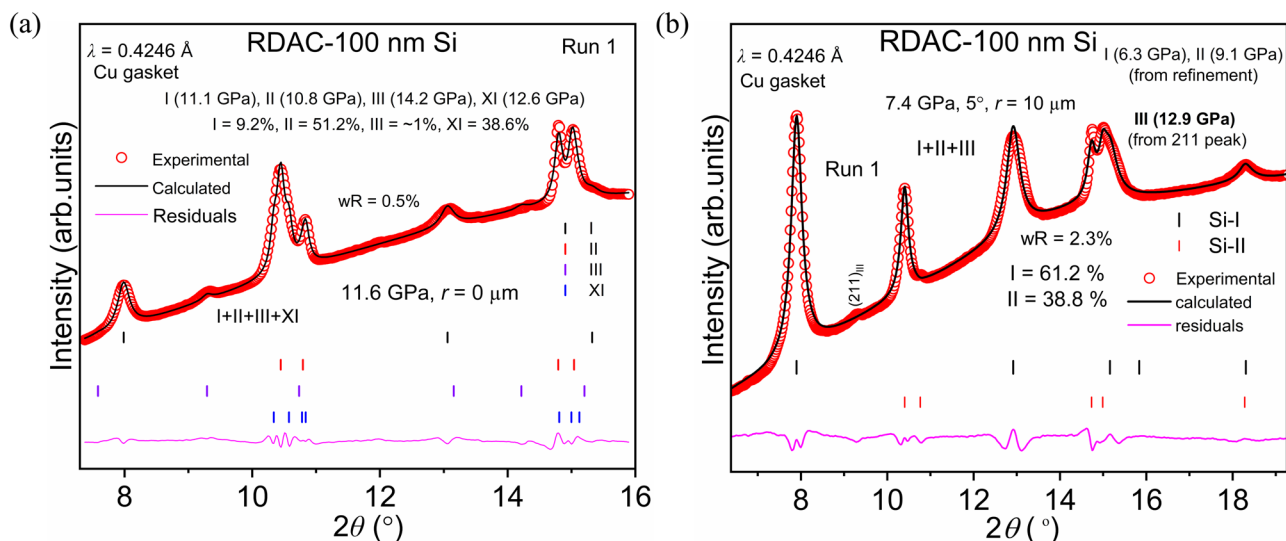 (a)
RDAC-100 nm Si
Run 1
λ = 0.4246 Å
Cu gasket
I (11.1 GPa), II (10.8 GPa), III (14.2 GPa), XI (12.6 GPa)
I = 9.2%, II = 51.2%, III = ~1%, XI = 38.6%
Experimental
Calculated
Residuals
wR = 0.5%
I
II
III
XI
11.6 GPa, r = 0 μm
I+II+III+XI
Intensity (arb.units)
8 10 12 14 16
2θ (°)
(b)
RDAC-100 nm Si
λ = 0.4246 Å
Cu gasket
I (6.3 GPa), II (9.1 GPa)
(from refinement)
7.4 GPa, 5°, r = 10 μm
III (12.9 GPa)
(from 211 peak)
I+II+III
Run 1
wR = 2.3%
I = 61.2 %
II = 38.8 %
(211)III
Si-I
Si-II
Experimental
calculated
residuals
Intensity (arb.units)
8 10 12 14 16 18
2θ (°)